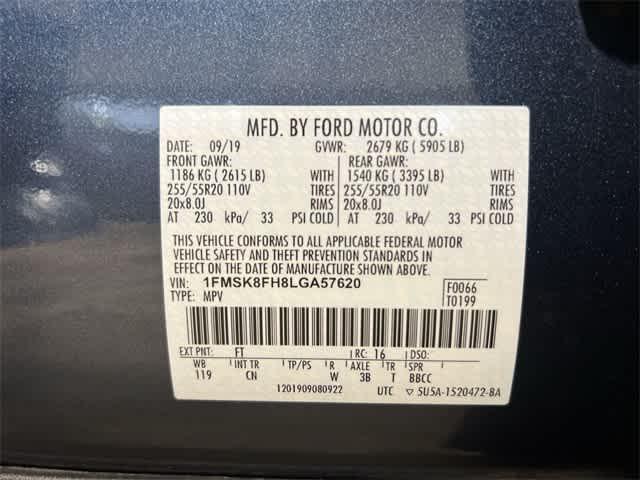 MFD. BY FORD MOTOR CO.
DATE: 09/19 GVWR: 2679 KG ( 5905 LB)
FRONT GAWR: REAR GAWR:
1186 KG ( 2615 LB) WITH 1540 KG ( 3395 LB) WITH
255/55R20 110V TIRES 255/55R20 110V TIRES
20x8.0J RIMS 20x8.0J RIMS
AT 230 kPa/ 33 PSI COLD AT 230 kPa/ 33 PSI COLD
THIS VEHICLE CONFORMS TO ALL APPLICABLE FEDERAL MOTOR
VEHICLE SAFETY AND THEFT PREVENTION STANDARDS IN
EFFECT ON THE DATE OF MANUFACTURE SHOWN ABOVE.
VIN: 1FMSK8FH8LGA57620 F0066
TYPE: MPV T0199
EXT PNT: FT RC: 16 DSO:
WB INT TR TP/PS R AXLE TR SPR
119 CN W 3B T BBCC
1201909080922 UTC ▽ 5U5A-1520472-BA